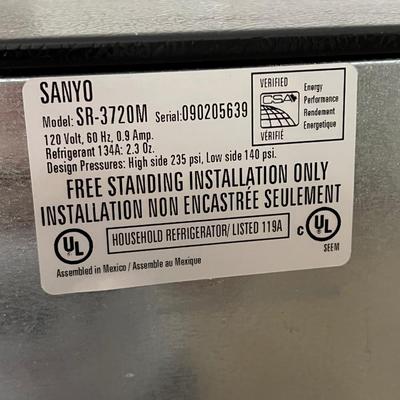 SANYO
Model: SR-3720M Serial:090205639
120 Volt, 60 Hz, 0.9 Amp.
Refrigerant 134A: 2.3 Oz.
Design Pressures: High side 235 psi, Low side 140 psi.
VERIFIED
CSA
VÉRIFIÉ
Energy
Performance
Rendement
Energetique
FREE STANDING INSTALLATION ONLY
INSTALLATION NON ENCASTRÉE SEULEMENT
UL
HOUSEHOLD REFRIGERATOR/ LISTED 119A
C UL
SEEM
Assembled in Mexico / Assemble au Mexique